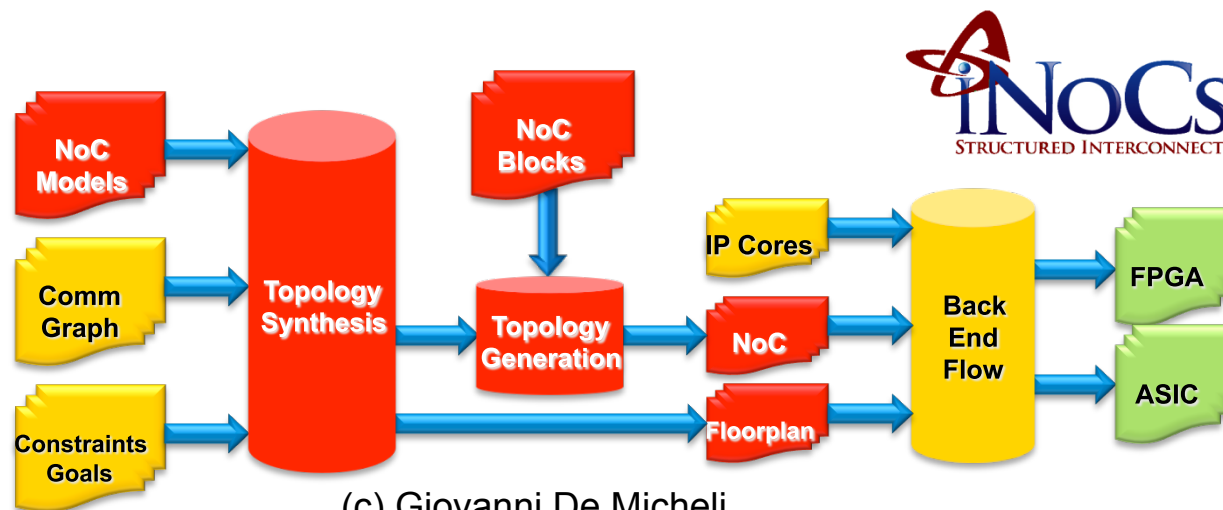 iNoCs
STRUCTURED INTERCONNECT
NoC
Models
NoC
Blocks
Comm
Graph
Topology
Synthesis
Topology
Generation
IP Cores
NoC
Back
End
Flow
FPGA
ASIC
Constraints
Goals
Floorplan
(c) Giovanni De Micheli